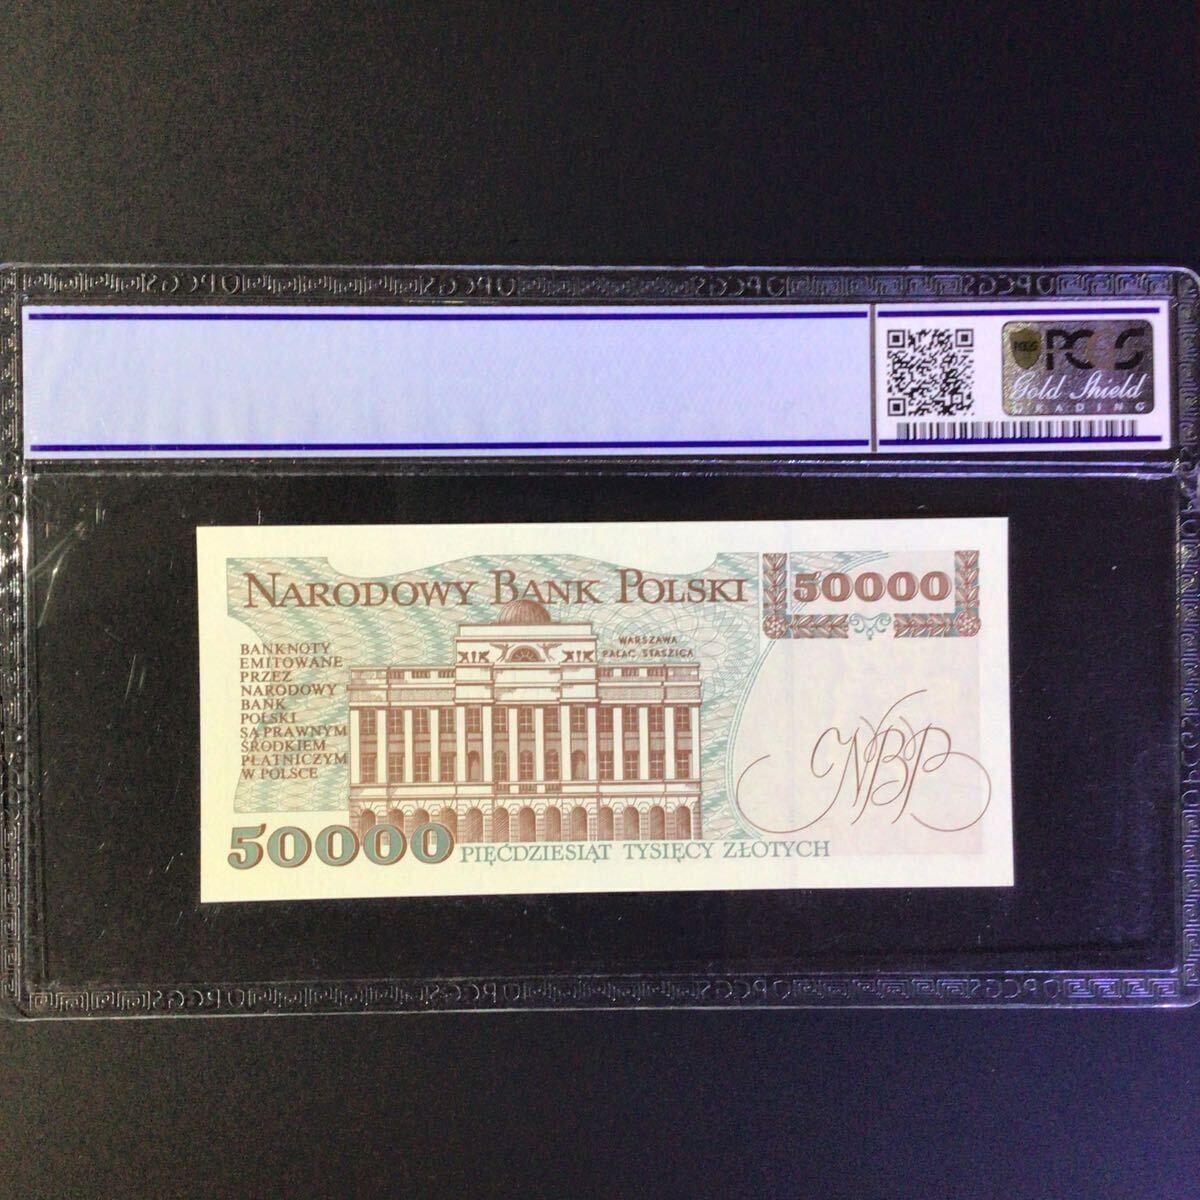 PCGS
PCGS
Gold Shield
GRADING
NARODOWY BANK POLSKI
50000
WARSZAWA
PAŁAC STASZICA
BANKNOTY
EMITOWANE
PRZEZ
NARODOWY
BANK
POLSKI
SĄ PRAWNYM
ŚRODKIEM
PŁATNICZYM
W POLSCE
NBP
50000
PIĘĆDZIESIĄT TYSIĘCY ZŁOTYCH